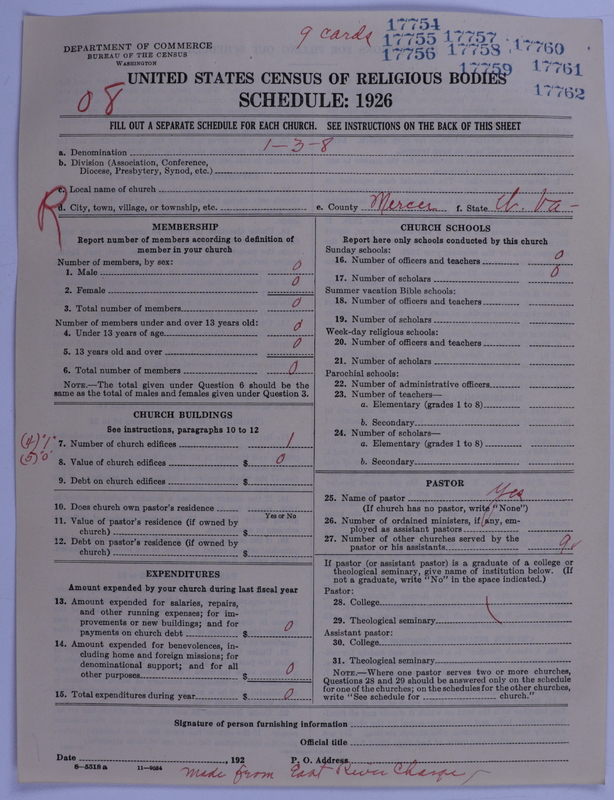 9 cards
17754
17755 17757
17756 17758 17760
17759 17761
17762
DEPARTMENT OF COMMERCE
BUREAU OF THE CENSUS
WASHINGTON
UNITED STATES CENSUS OF RELIGIOUS BODIES
08
SCHEDULE: 1926
FILL OUT A SEPARATE SCHEDULE FOR EACH CHURCH. SEE INSTRUCTIONS ON THE BACK OF THIS SHEET
a. Denomination 1-3-8
b. Division (Association, Conference,
Diocese, Presbytery, Synod, etc.)
c. Local name of church
R
d. City, town, village, or township, etc. e. County Mercer f. State W. Va-
MEMBERSHIP
Report number of members according to definition of
member in your church
Number of members, by sex:
1. Male 0
2. Female 0
3. Total number of members 0
Number of members under and over 13 years old:
4. Under 13 years of age 0
5. 13 years old and over 0
6. Total number of members 0
NOTE.—The total given under Question 6 should be the
same as the total of males and females given under Question 3.
CHURCH BUILDINGS
See instructions, paragraphs 10 to 12
(4) "1"
7. Number of church edifices 1
(5) "0"
8. Value of church edifices $ 0
9. Debt on church edifices $
10. Does church own pastor's residence
Yes or No
11. Value of pastor's residence (if owned by
church) $
12. Debt on pastor's residence (if owned by
church) $
EXPENDITURES
Amount expended by your church during last fiscal year
13. Amount expended for salaries, repairs,
and other running expenses; for im-
provements or new buildings; and for
payments on church debt $ 0
14. Amount expended for benevolences, in-
cluding home and foreign missions; for
denominational support; and for all
other purposes $ 0
15. Total expenditures during year $ 0
CHURCH SCHOOLS
Report here only schools conducted by this church
Sunday schools:
16. Number of officers and teachers 0
17. Number of scholars 0
Summer vacation Bible schools:
18. Number of officers and teachers
19. Number of scholars
Week-day religious schools:
20. Number of officers and teachers
21. Number of scholars
Parochial schools:
22. Number of administrative officers
23. Number of teachers—
a. Elementary (grades 1 to 8)
b. Secondary
24. Number of scholars—
a. Elementary (grades 1 to 8)
b. Secondary
PASTOR
25. Name of pastor Yes
(If church has no pastor, write "None")
26. Number of ordained ministers, if any, em-
ployed as assistant pastors
27. Number of other churches served by the
pastor or his assistants 9
If pastor (or assistant pastor) is a graduate of a college or
theological seminary, give name of institution below. (If
not a graduate, write "No" in the space indicated.)
Pastor:
28. College
29. Theological seminary
Assistant pastor:
30. College
31. Theological seminary
NOTE.—Where one pastor serves two or more churches,
Questions 28 and 29 should be answered only on the schedule
for one of the churches; on the schedules for the other churches,
write "See schedule for church."
Signature of person furnishing information
Official title
Date , 192 P. O. Address
8—5318 a 11—9084
made from East River Charge